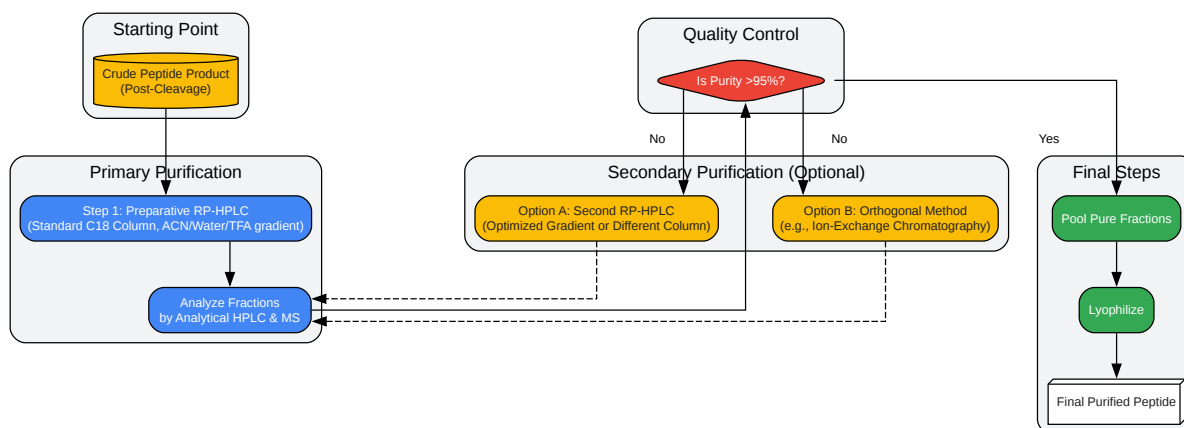 Starting Point
Crude Peptide Product
(Post-Cleavage)
Quality Control
Is Purity >95%?
No
No
Yes
Primary Purification
Step 1: Preparative RP-HPLC
(Standard C18 Column, ACN/Water/TFA gradient)
Analyze Fractions
by Analytical HPLC & MS
Secondary Purification (Optional)
Option A: Second RP-HPLC
(Optimized Gradient or Different Column)
Option B: Orthogonal Method
(e.g., Ion-Exchange Chromatography)
Final Steps
Pool Pure Fractions
Lyophilize
Final Purified Peptide